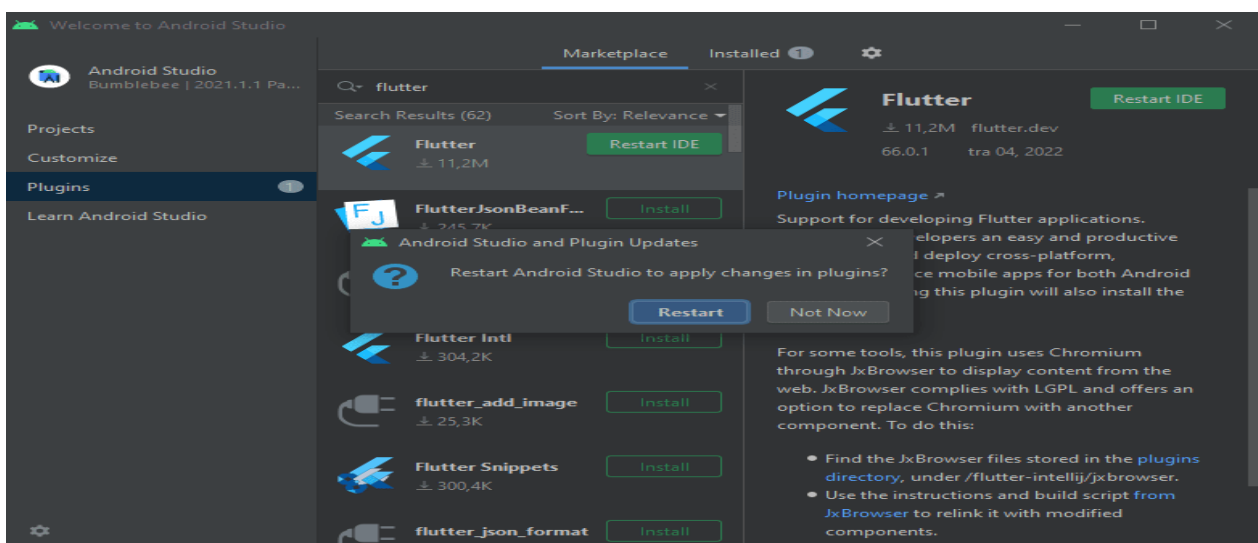 Welcome to Android Studio
Android Studio
Bumblebee | 2021.1.1 Pa...
Projects
Customize
Plugins 1
Learn Android Studio
Marketplace Installed 1
flutter
Search Results (62) Sort By: Relevance
Flutter Restart IDE
11,2M
FlutterJsonBeanF... Install
245,7K
Flutter Intl Install
304,2K
flutter_add_image Install
25,3K
Flutter Snippets Install
300,4K
flutter_json_format Install
Android Studio and Plugin Updates
Restart Android Studio to apply changes in plugins?
Restart Not Now
Flutter Restart IDE
11,2M flutter.dev
66.0.1 tra 04, 2022
Plugin homepage
Support for developing Flutter applications.
elopers an easy and productive
deploy cross-platform,
ce mobile apps for both Android
g this plugin will also install the
For some tools, this plugin uses Chromium
through JxBrowser to display content from the
web. JxBrowser complies with LGPL and offers an
option to replace Chromium with another
component. To do this:
• Find the JxBrowser files stored in the plugins
directory, under /flutter-intellij/jxbrowser.
• Use the instructions and build script from
JxBrowser to relink it with modified
components.